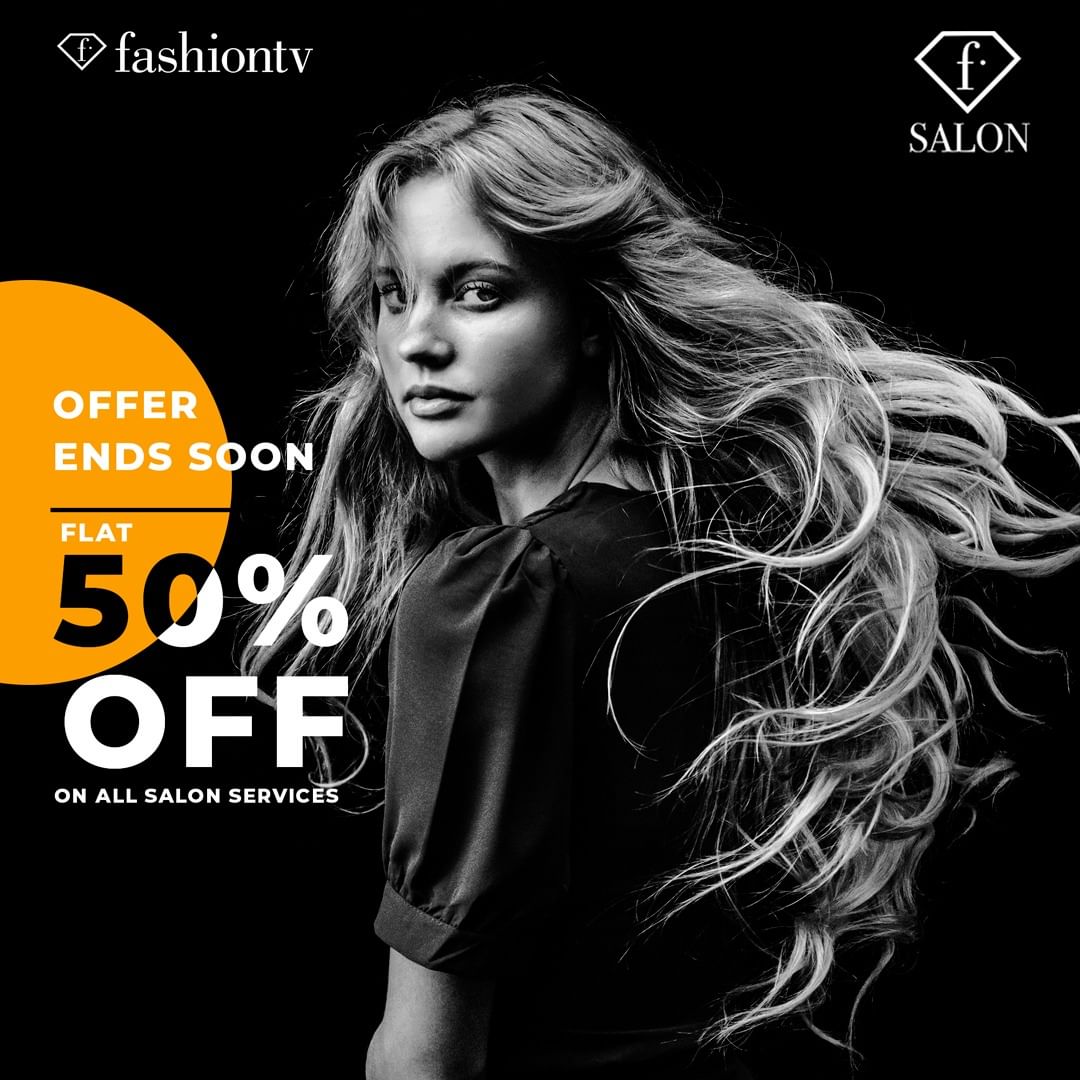 fashiontv
f.
SALON
OFFER
ENDS SOON
FLAT
50%
OFF
ON ALL SALON SERVICES